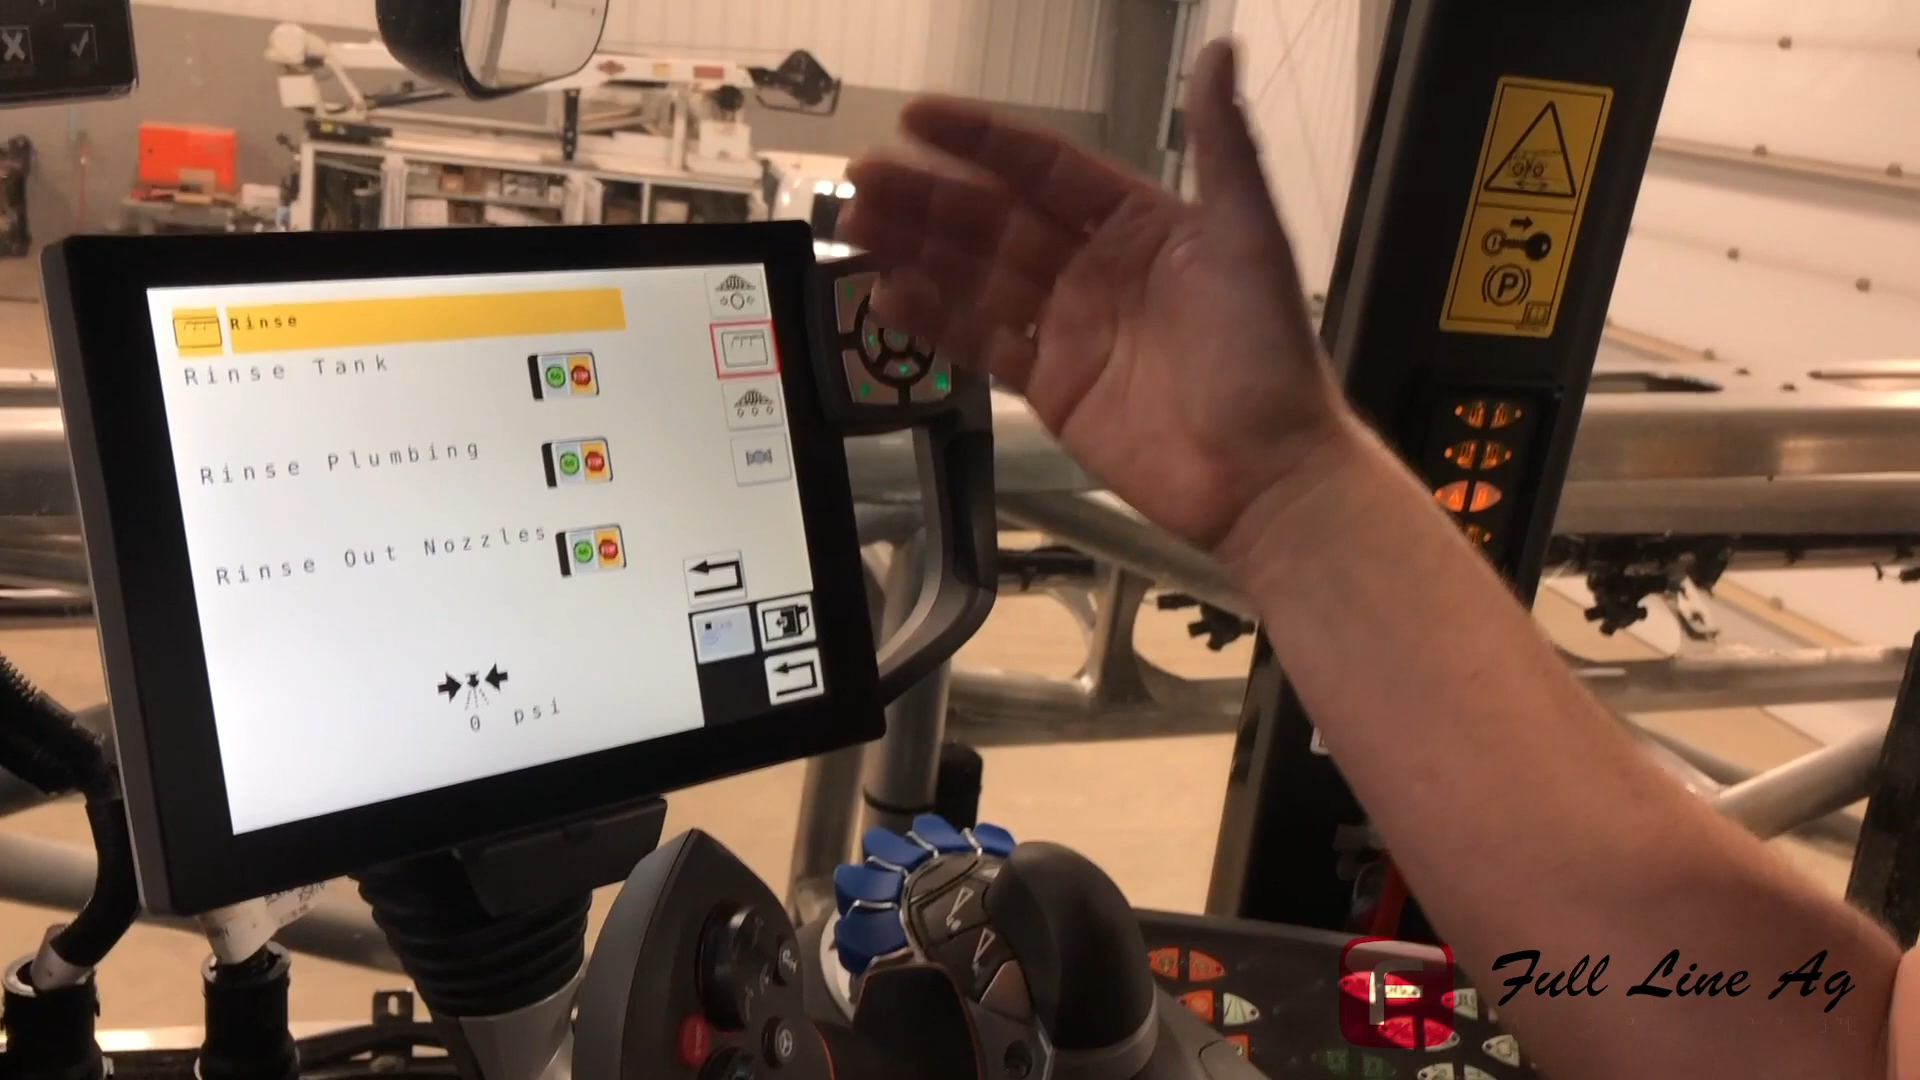 Rinse
Rinse Tank
Rinse Plumbing
Rinse Out Nozzles
0 psi
P
Full Line Ag